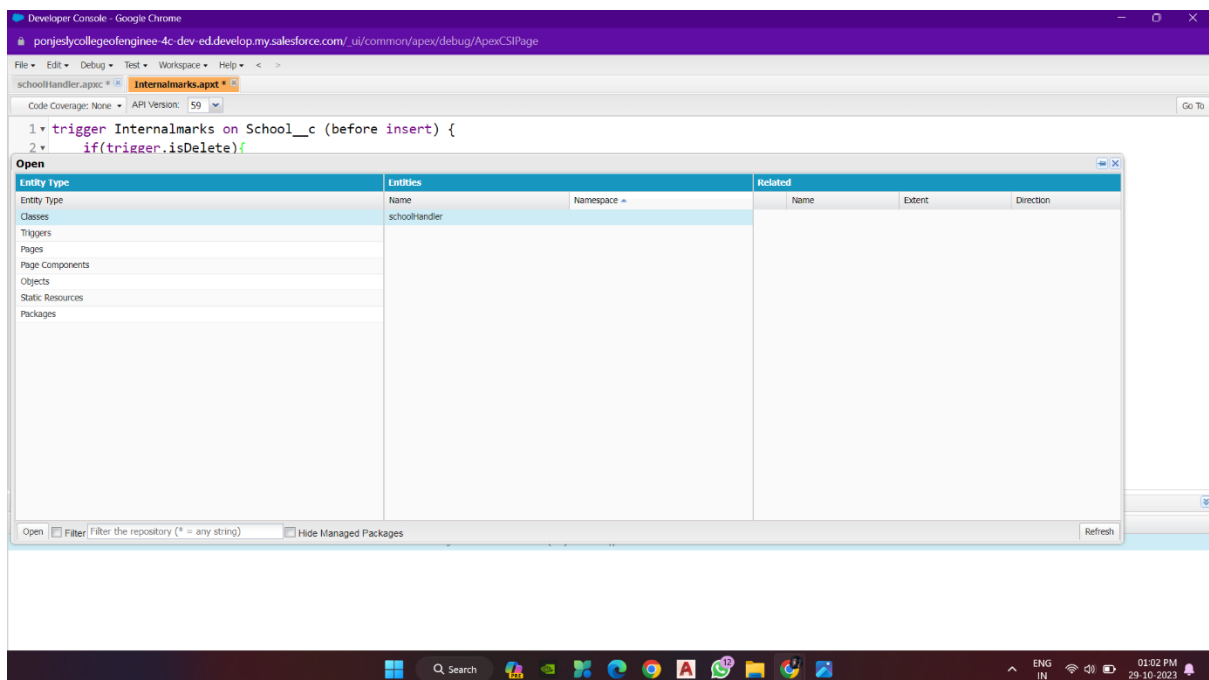 Developer Console - Google Chrome
ponjeslycollegeofenginee-4c-dev-ed.develop.my.salesforce.com/_ui/common/apex/debug/ApexCSIPage
File Edit Debug Test Workspace Help < >
schoolHandler.apxc * Internalmarks.apxt *
Code Coverage: None API Version: 59 Go To
1 trigger Internalmarks on School__c (before insert) {
2 if(trigger.isDelete){
Open
Entity Type Entities Related
Entity Type Name Namespace Name Extent Direction
Classes schoolHandler
Triggers
Pages
Page Components
Objects
Static Resources
Packages
Open Filter Filter the repository (* = any string) Hide Managed Packages Refresh
Search PRE 12 ENG 01:02 PM
IN 29-10-2023